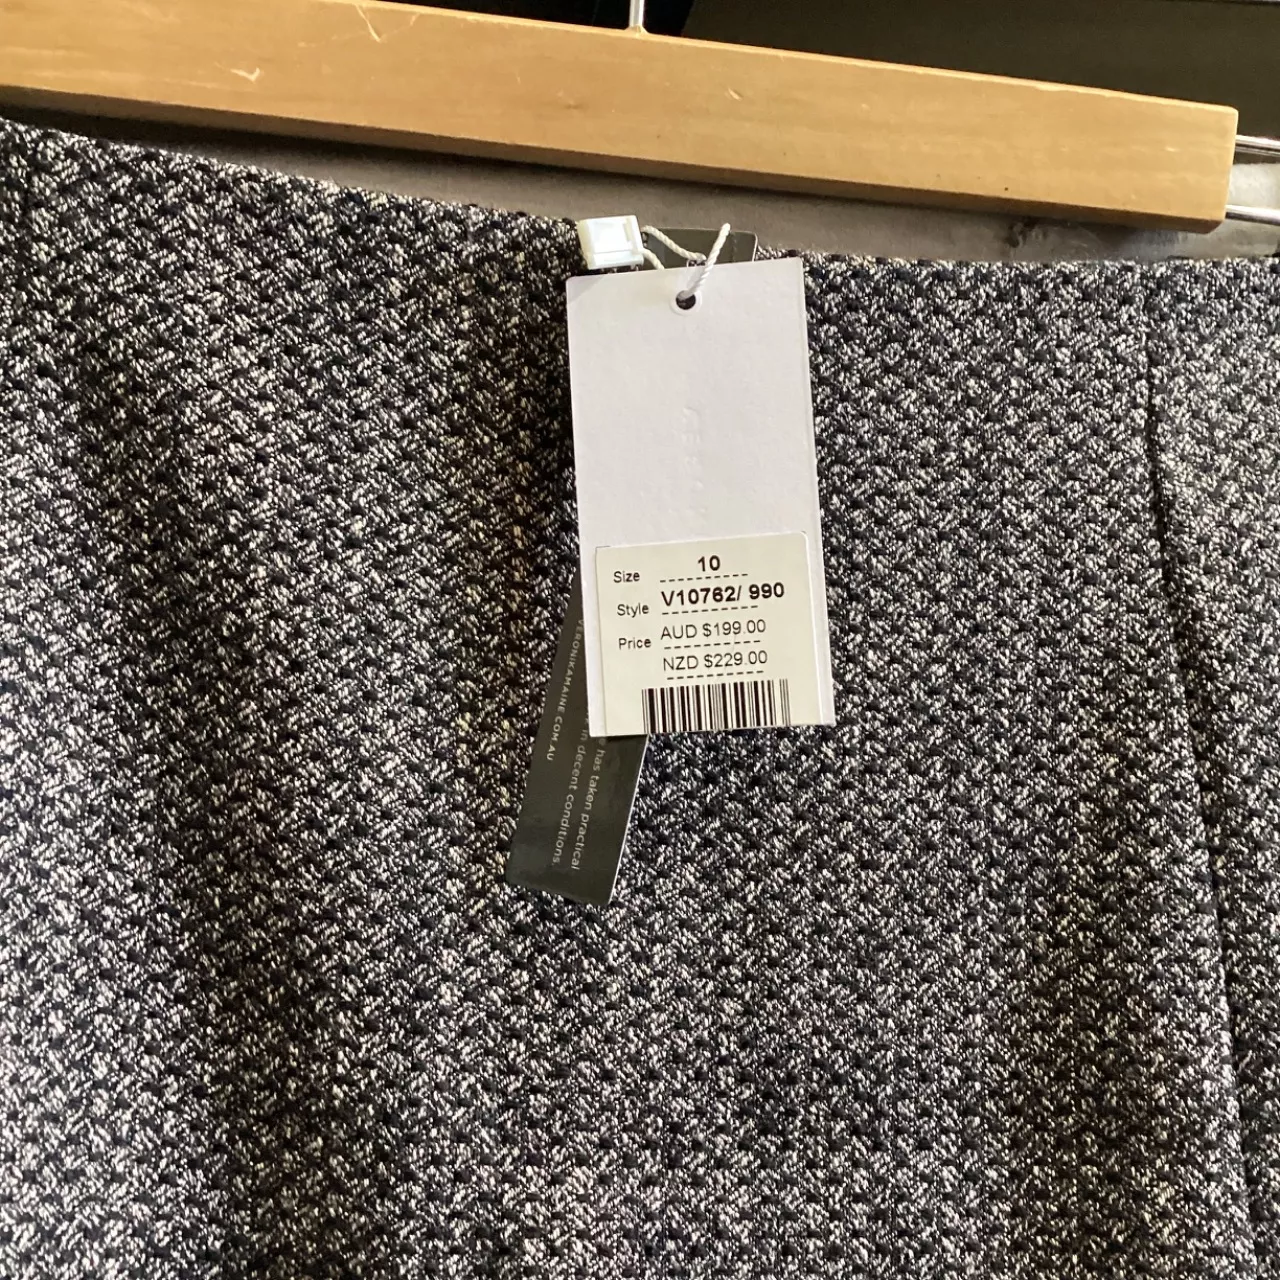 Size 10
Style V10762/ 990
Price AUD $199.00
NZD $229.00
has taken practical
in decent conditions.
VERONIKAMAINE.COM.AU